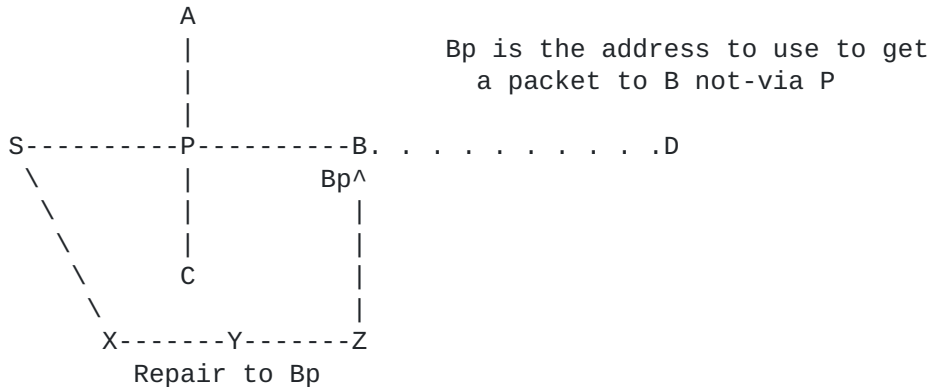 A
Bp is the address to use to get
a packet to B not-via P
S----------P----------B. . . . . . . . . .D
Bp^
C
X-------Y-------Z
Repair to Bp